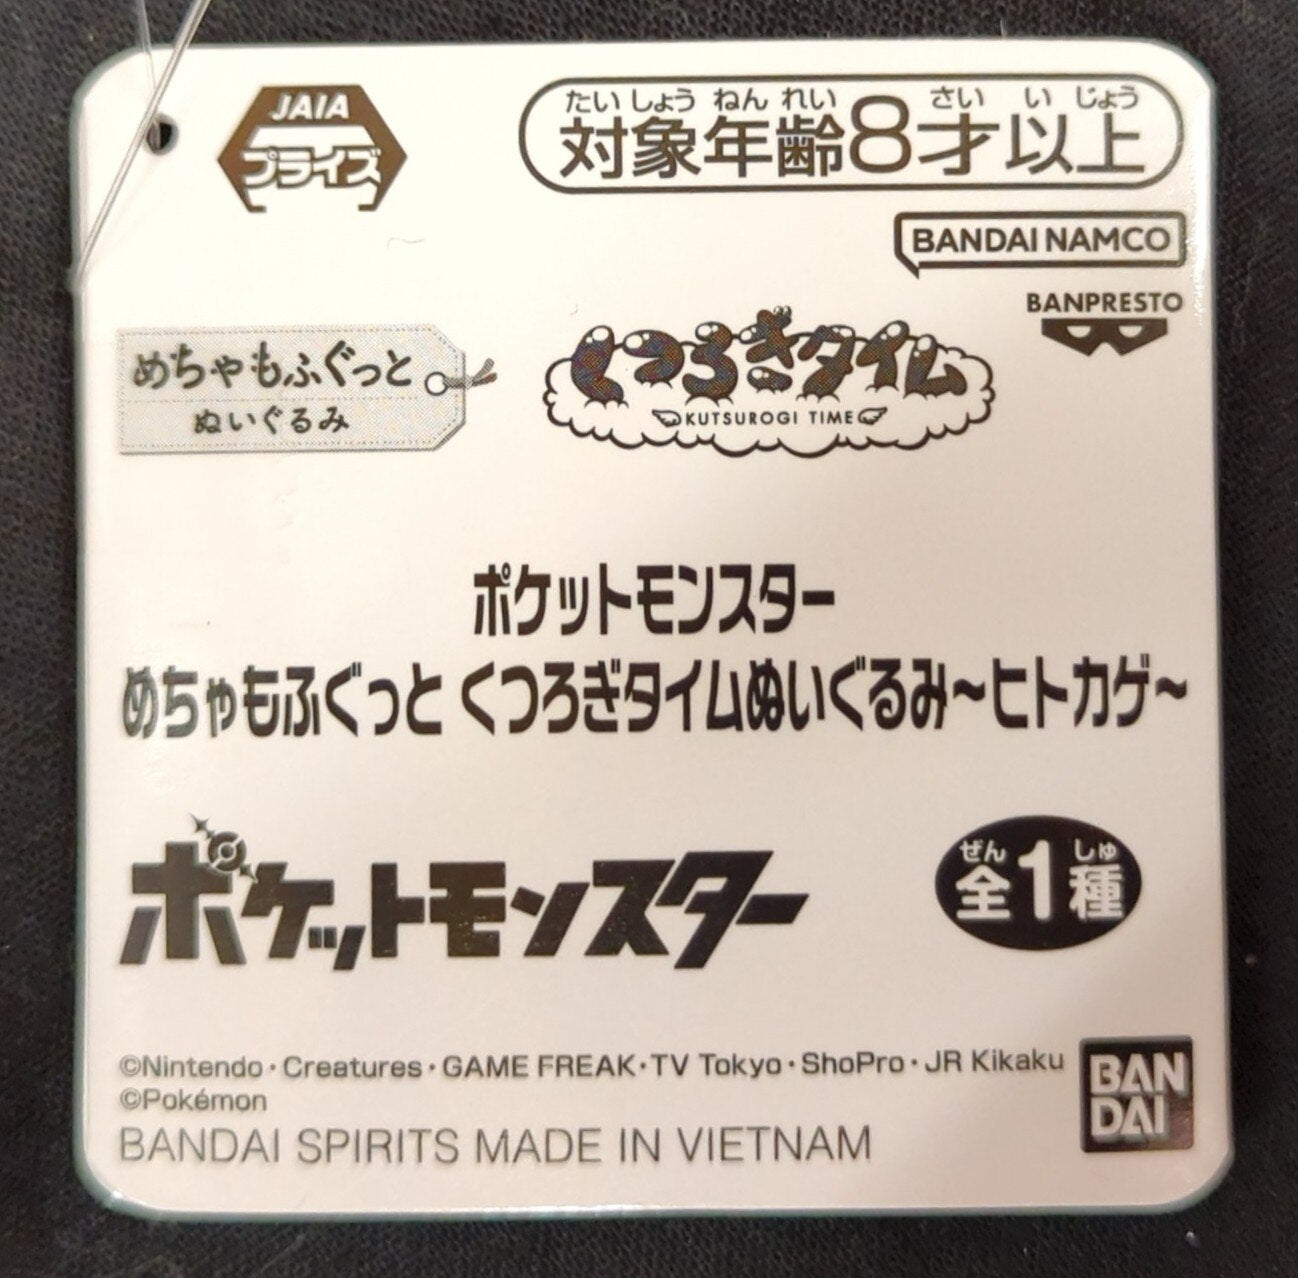 JAIA
プライズ
たいしょうねんれい さい いじょう
対象年齢8才以上
BANDAI NAMCO
BANPRESTO
めちゃもふぐっと
ぬいぐるみ
くつろぎタイム
KUTSUROGI TIME
ポケットモンスター
めちゃもふぐっと くつろぎタイムぬいぐるみ〜ヒトカゲ〜
ポケットモンスター
ぜん しゅ
全1種
©Nintendo・Creatures・GAME FREAK・TV Tokyo・ShoPro・JR Kikaku
©Pokémon
BANDAI SPIRITS MADE IN VIETNAM
BAN
DAI